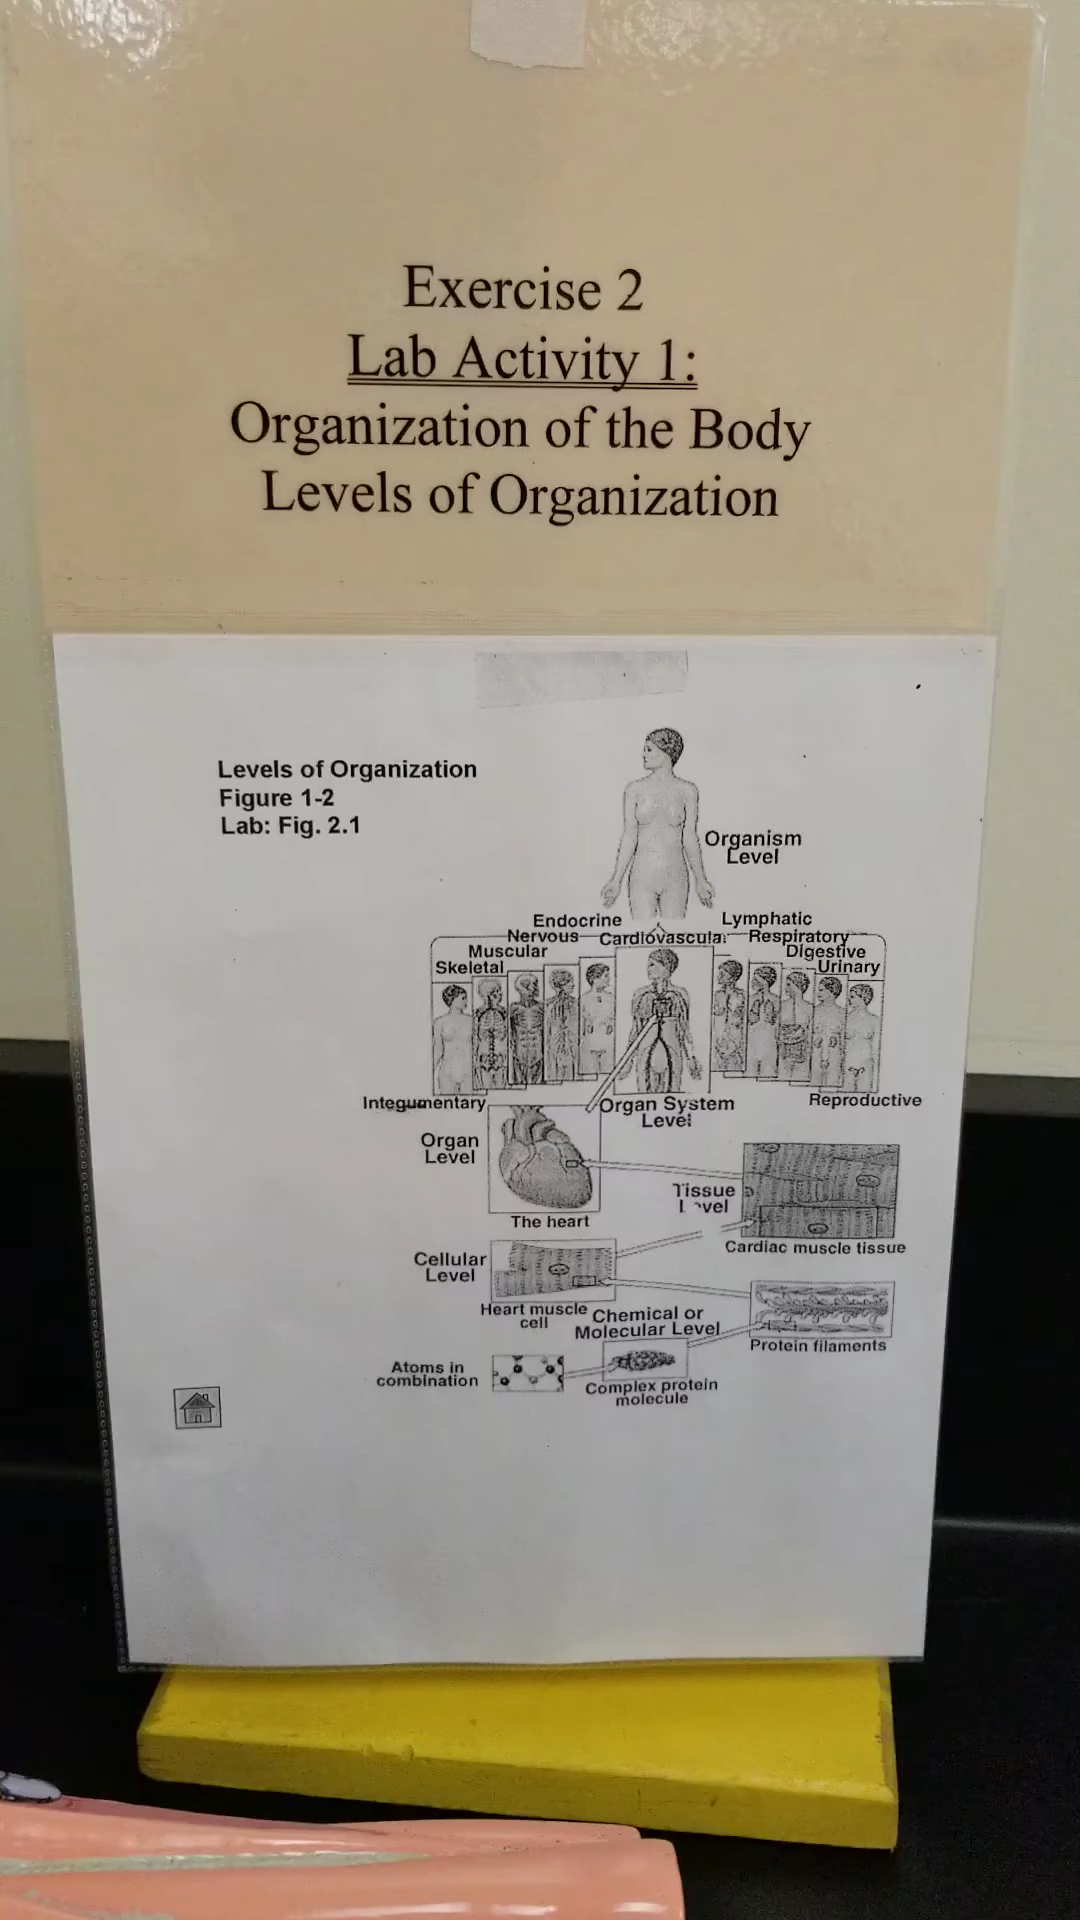 Exercise 2
Lab Activity 1:
Organization of the Body
Levels of Organization
Levels of Organization
Figure 1-2
Lab: Fig. 2.1
Organism
Level
Endocrine
Lymphatic
Nervous
Cardiovascular
Respiratory
Muscular
Digestive
Skeletal
Urinary
Integumentary
Organ System
Level
Reproductive
Organ
Level
The heart
Tissue
Level
Cardiac muscle tissue
Cellular
Level
Heart muscle
cell
Chemical or
Molecular Level
Protein filaments
Atoms in
combination
Complex protein
molecule